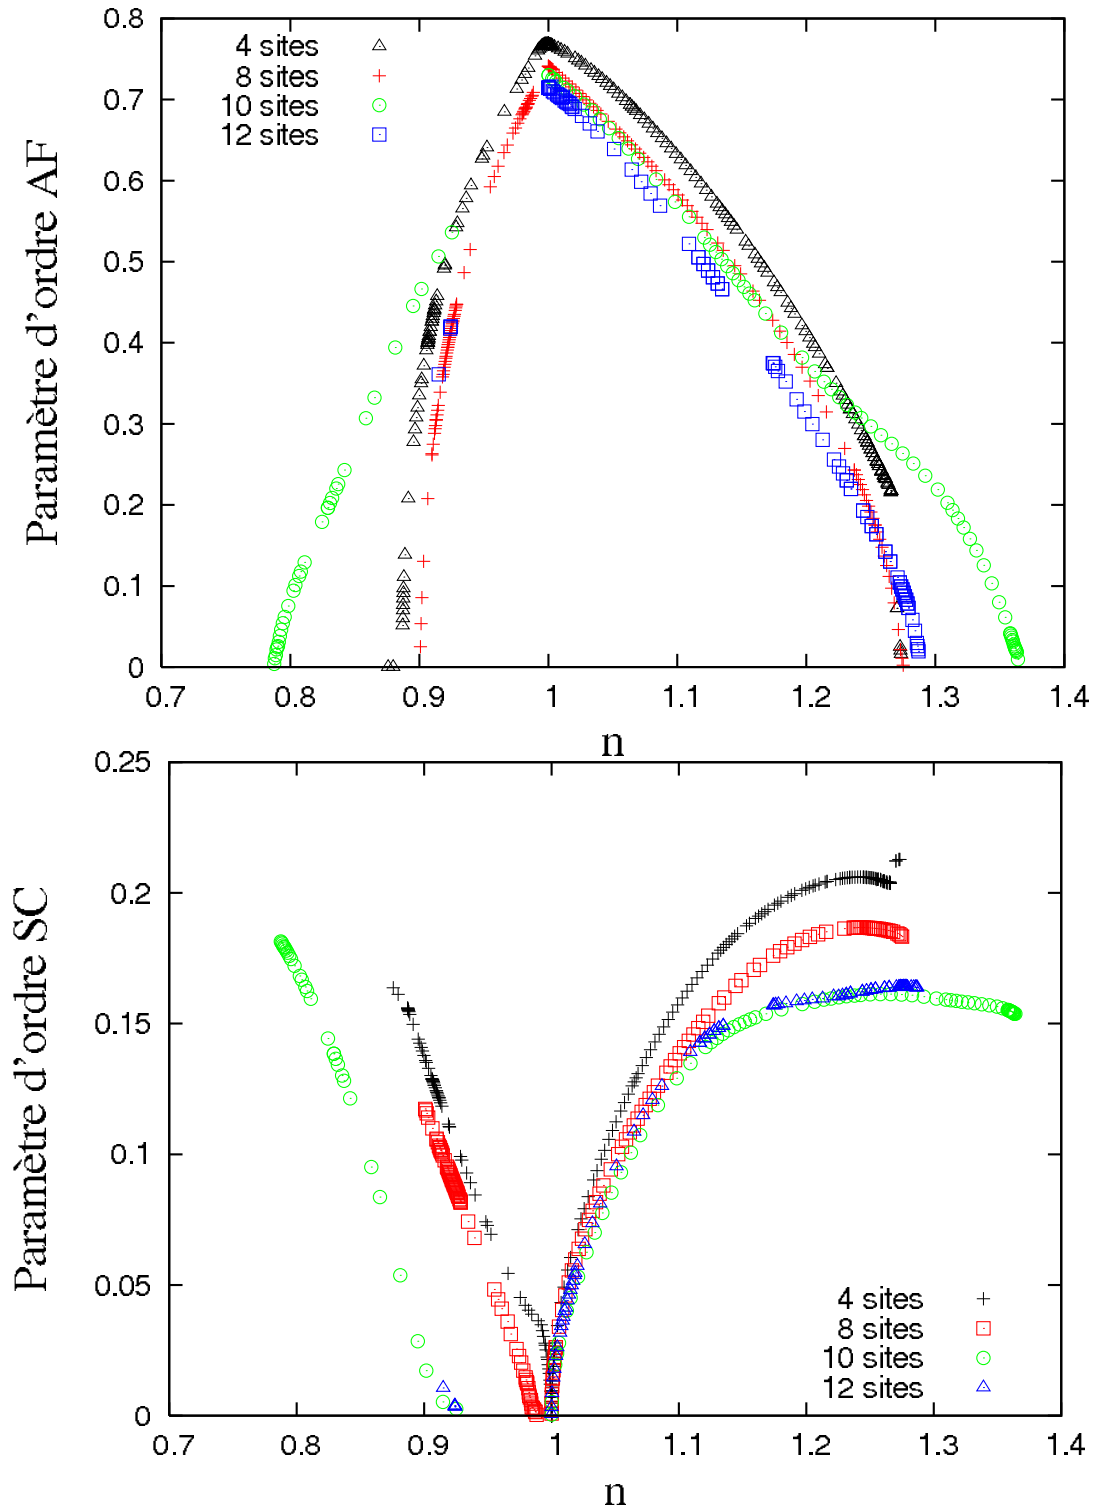 0.8
4 sites
8 sites
10 sites
12 sites
0.7
0.6
0.5
0.4
0.3
0.2
0.1
0
Paramètre d'ordre AF
0.7 0.8 0.9 1 1.1 1.2 1.3 1.4
n
0.25
0.2
0.15
0.1
0.05
0
Paramètre d'ordre SC
4 sites
8 sites
10 sites
12 sites
0.7 0.8 0.9 1 1.1 1.2 1.3 1.4
n